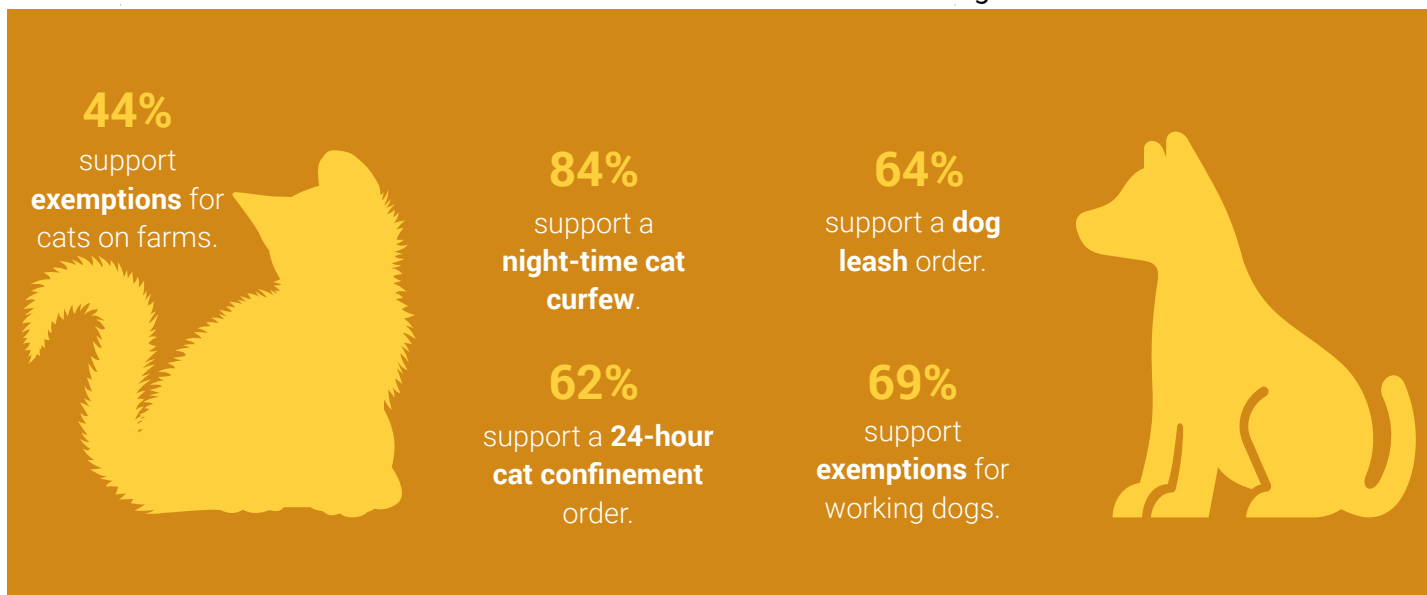 44%
support
exemptions for
cats on farms.
84%
support a
night-time cat
curfew.
62%
support a 24-hour
cat confinement
order.
64%
support a dog
leash order.
69%
support
exemptions for
working dogs.